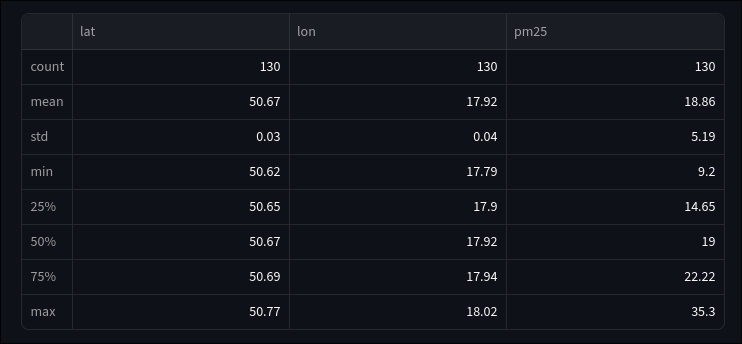 lat lon pm25
count 130 130 130
mean 50.67 17.92 18.86
std 0.03 0.04 5.19
min 50.62 17.79 9.2
25% 50.65 17.9 14.65
50% 50.67 17.92 19
75% 50.69 17.94 22.22
max 50.77 18.02 35.3